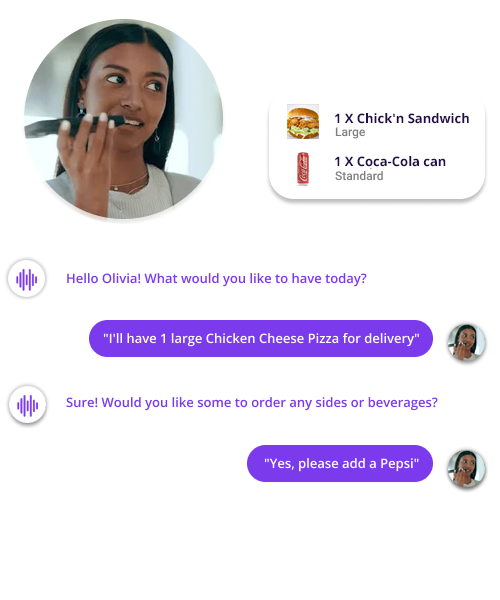 1 X Chick'n Sandwich
Large
1 X Coca-Cola can
Standard
Hello Olivia! What would you like to have today?
"I'll have 1 large Chicken Cheese Pizza for delivery"
Sure! Would you like some to order any sides or beverages?
"Yes, please add a Pepsi"